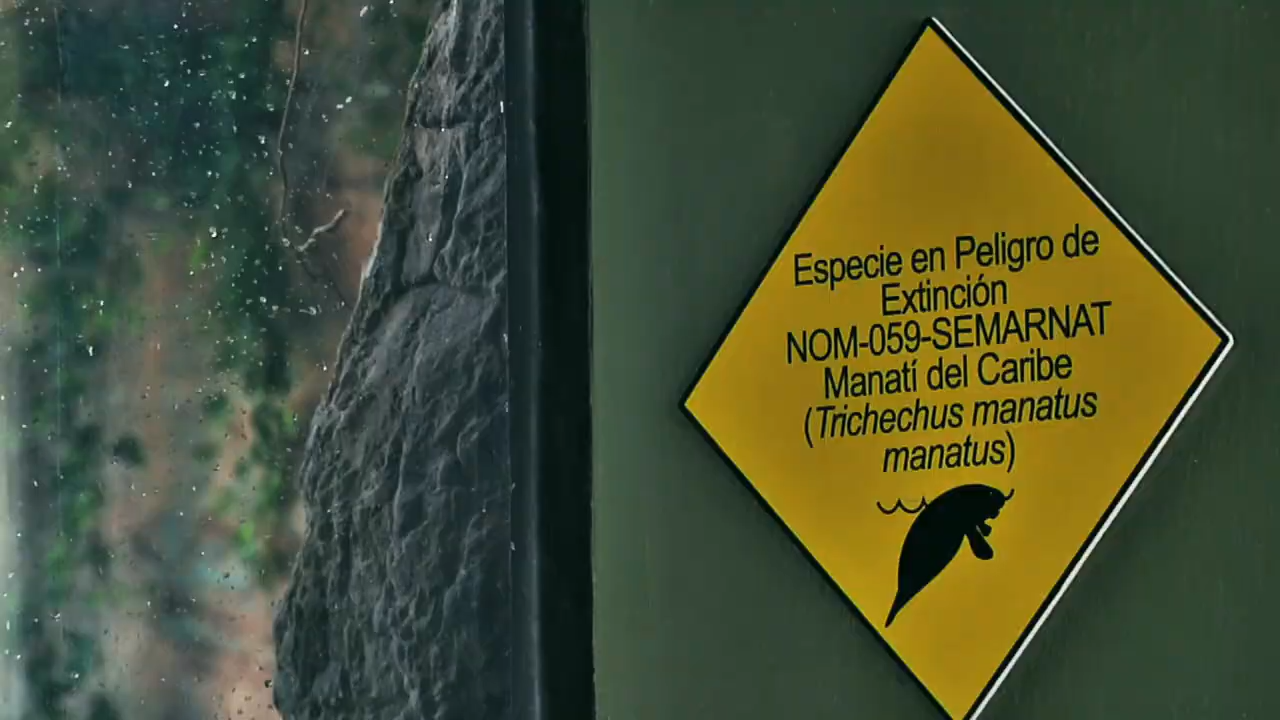 Especie en Peligro de
Extinción
NOM-059-SEMARNAT
Manatí del Caribe
(Trichechus manatus
manatus)